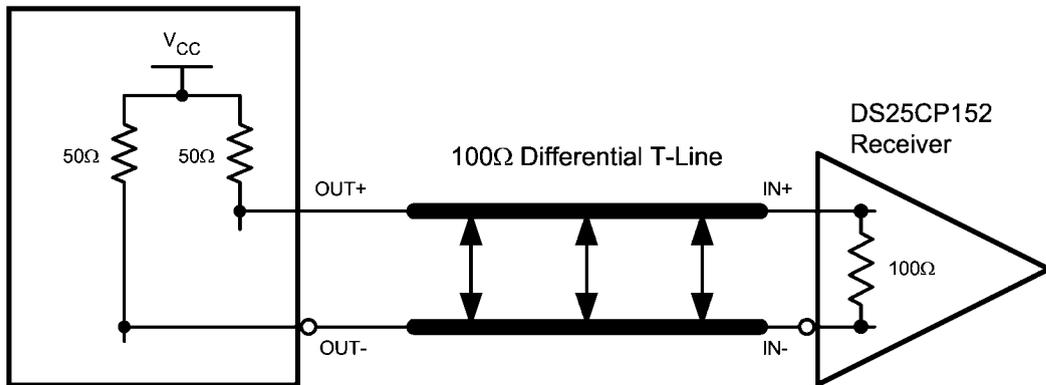 V_CC
50Ω
50Ω
OUT+
OUT-
100Ω Differential T-Line
IN+
IN-
DS25CP152
Receiver
100Ω